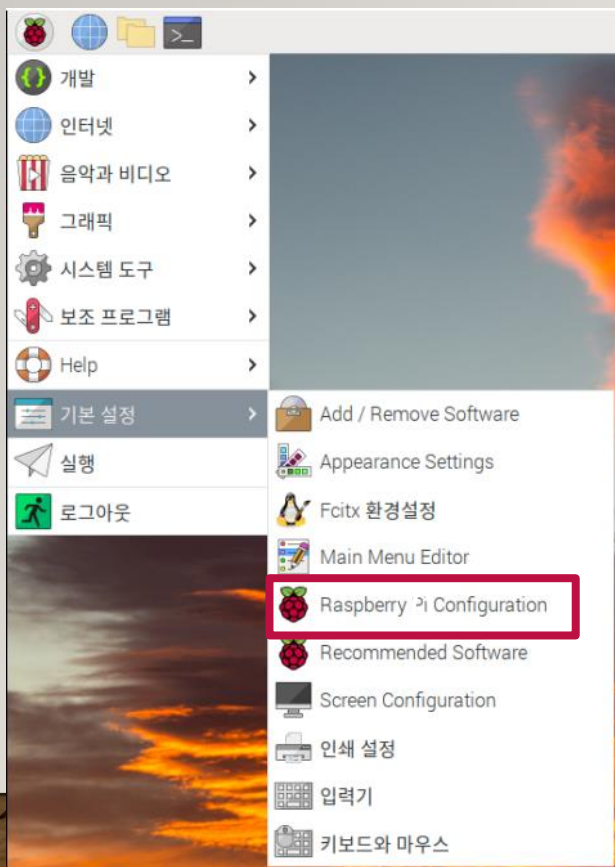 >_
개발
인터넷
음악과 비디오
그래픽
시스템 도구
보조 프로그램
Help
기본 설정
실행
로그아웃
Add / Remove Software
Appearance Settings
Fcitx 환경설정
Main Menu Editor
Raspberry Pi Configuration
Recommended Software
Screen Configuration
인쇄 설정
입력기
키보드와 마우스